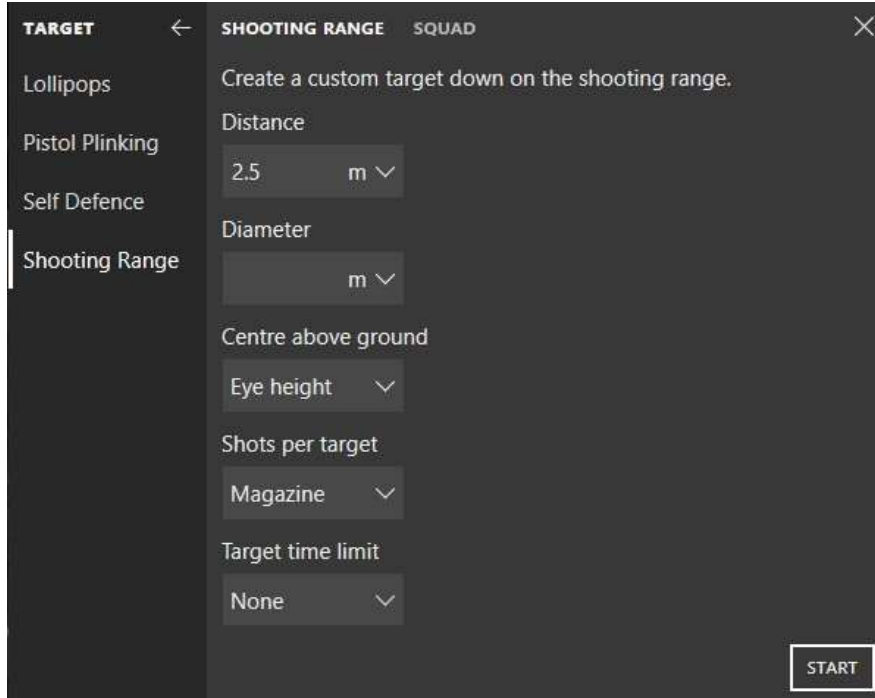 TARGET ←
Lollipops
Pistol Plinking
Self Defence
Shooting Range
SHOOTING RANGE SQUAD
Create a custom target down on the shooting range.
Distance
2.5 m
Diameter
m
Centre above ground
Eye height
Shots per target
Magazine
Target time limit
None
START